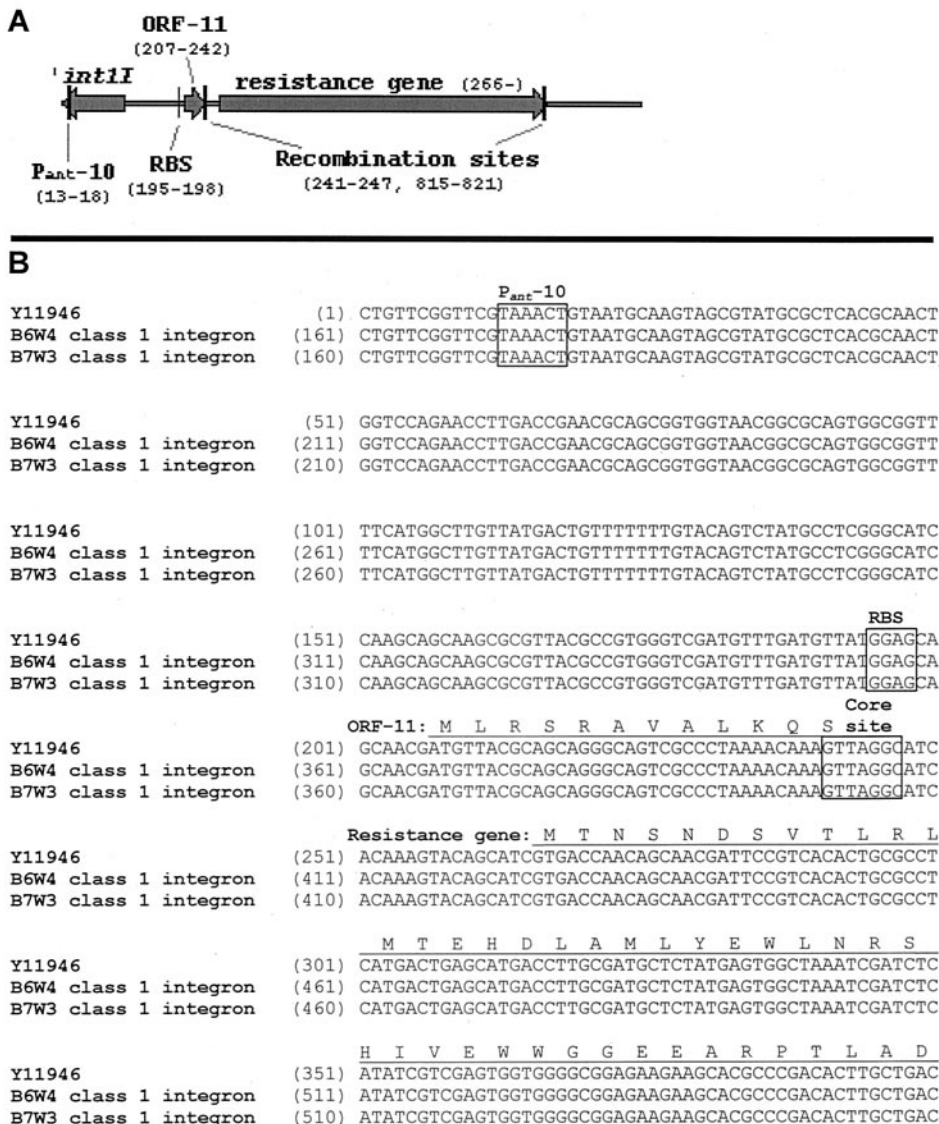 A
ORF-11
(207-242)
'int1I
resistance gene (266-)
Pant-10
(13-18)
RBS
(195-198)
Recombination sites
(241-247, 815-821)
B
Pant-10
Y11946 (1) CTGTTCGGTTCGTAAACTGTAATGCAAGTAGCGTATGCGCTCACGCAACT
B6W4 class 1 integron (161) CTGTTCGGTTCGTAAACTGTAATGCAAGTAGCGTATGCGCTCACGCAACT
B7W3 class 1 integron (160) CTGTTCGGTTCGTAAACTGTAATGCAAGTAGCGTATGCGCTCACGCAACT
Y11946 (51) GGTCCAGAACCTTGACCGAACGCAGCGGTGGTAACGGCGCAGTGGCGGTT
B6W4 class 1 integron (211) GGTCCAGAACCTTGACCGAACGCAGCGGTGGTAACGGCGCAGTGGCGGTT
B7W3 class 1 integron (210) GGTCCAGAACCTTGACCGAACGCAGCGGTGGTAACGGCGCAGTGGCGGTT
Y11946 (101) TTCATGGCTTGTTATGACTGTTTTTTTGTACAGTCTATGCCTCGGGCATC
B6W4 class 1 integron (261) TTCATGGCTTGTTATGACTGTTTTTTTGTACAGTCTATGCCTCGGGCATC
B7W3 class 1 integron (260) TTCATGGCTTGTTATGACTGTTTTTTTGTACAGTCTATGCCTCGGGCATC
RBS
Y11946 (151) CAAGCAGCAAGCGCGTTACGCCGTGGGTCGATGTTTGATGTTATGGAGCA
B6W4 class 1 integron (311) CAAGCAGCAAGCGCGTTACGCCGTGGGTCGATGTTTGATGTTATGGAGCA
B7W3 class 1 integron (310) CAAGCAGCAAGCGCGTTACGCCGTGGGTCGATGTTTGATGTTATGGAGCA
Core
ORF-11: M L R S R A V A L K Q S site
Y11946 (201) GCAACGATGTTACGCAGCAGGGCAGTCGCCCTAAAACAAAGTTAGGCATC
B6W4 class 1 integron (361) GCAACGATGTTACGCAGCAGGGCAGTCGCCCTAAAACAAAGTTAGGCATC
B7W3 class 1 integron (360) GCAACGATGTTACGCAGCAGGGCAGTCGCCCTAAAACAAAGTTAGGCATC
Resistance gene: M T N S N D S V T L R L
Y11946 (251) ACAAAGTACAGCATCGTGACCAACAGCAACGATTCCGTCACACTGCGCCT
B6W4 class 1 integron (411) ACAAAGTACAGCATCGTGACCAACAGCAACGATTCCGTCACACTGCGCCT
B7W3 class 1 integron (410) ACAAAGTACAGCATCGTGACCAACAGCAACGATTCCGTCACACTGCGCCT
M T E H D L A M L Y E W L N R S
Y11946 (301) CATGACTGAGCATGACCTTGCGATGCTCTATGAGTGGCTAAATCGATCTC
B6W4 class 1 integron (461) CATGACTGAGCATGACCTTGCGATGCTCTATGAGTGGCTAAATCGATCTC
B7W3 class 1 integron (460) CATGACTGAGCATGACCTTGCGATGCTCTATGAGTGGCTAAATCGATCTC
H I V E W W G G E E A R P T L A D
Y11946 (351) ATATCGTCGAGTGGTGGGGCGGAGAAGAAGCACGCCCGACACTTGCTGAC
B6W4 class 1 integron (511) ATATCGTCGAGTGGTGGGGCGGAGAAGAAGCACGCCCGACACTTGCTGAC
B7W3 class 1 integron (510) ATATCGTCGAGTGGTGGGGCGGAGAAGAAGCACGCCCGACACTTGCTGAC